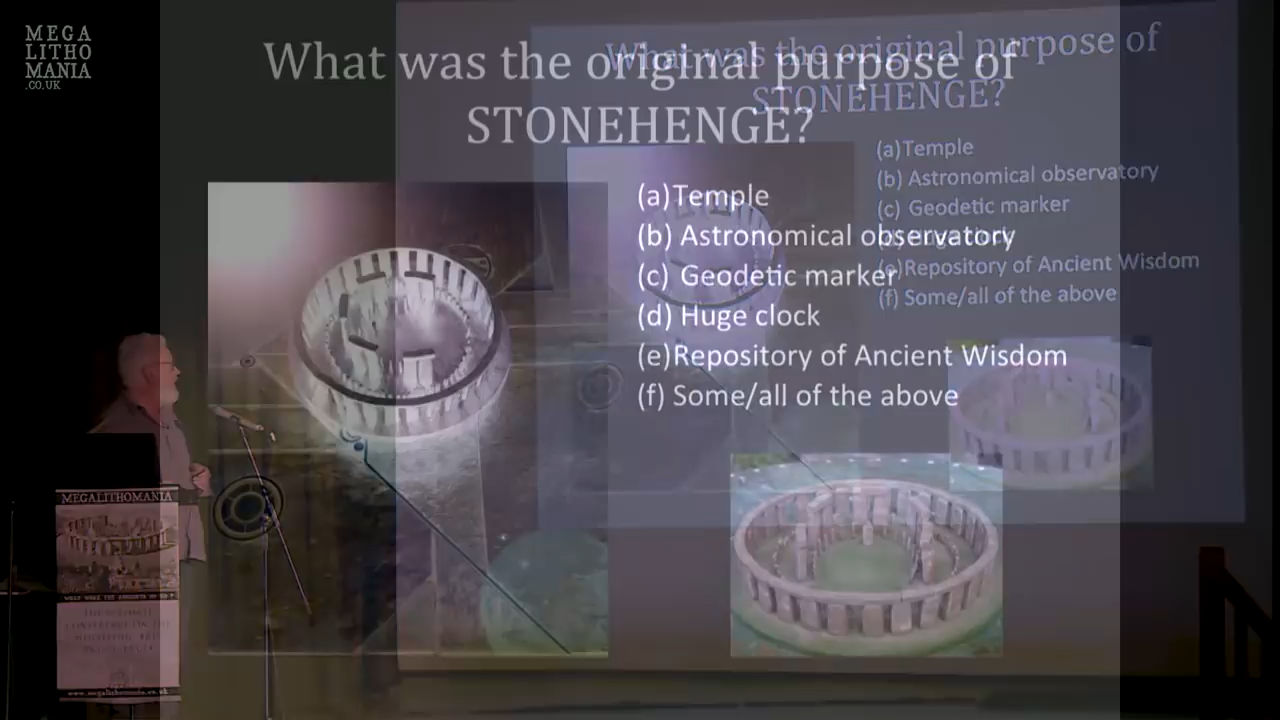 MEGA
LITHO
MANIA
.CO.UK
What was the original purpose of
STONEHENGE?
(a)Temple
(b) Astronomical observatory
(c) Geodetic marker
(d) Huge clock
(e)Repository of Ancient Wisdom
(f) Some/all of the above
What was the original purpose of
STONEHENGE?
(a)Temple
(b) Astronomical observatory
(c) Geodetic marker
(e)Repository of Ancient Wisdom
(f) Some/all of the above
MEGALITHOMANIA
www.megalithomania.co.uk